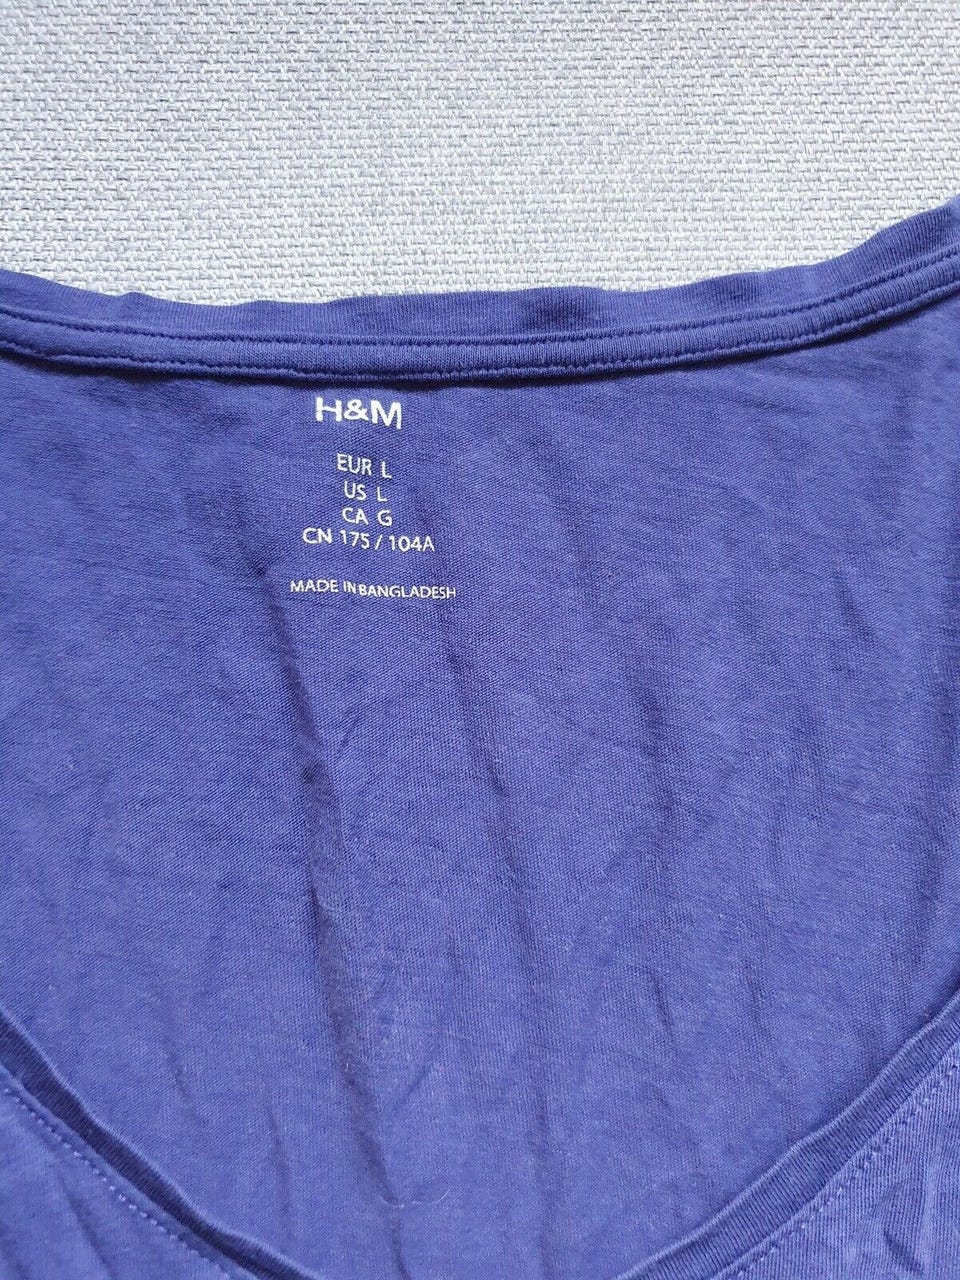 H&M
EUR L
US L
CA G
CN 175 / 104A
MADE IN BANGLADESH